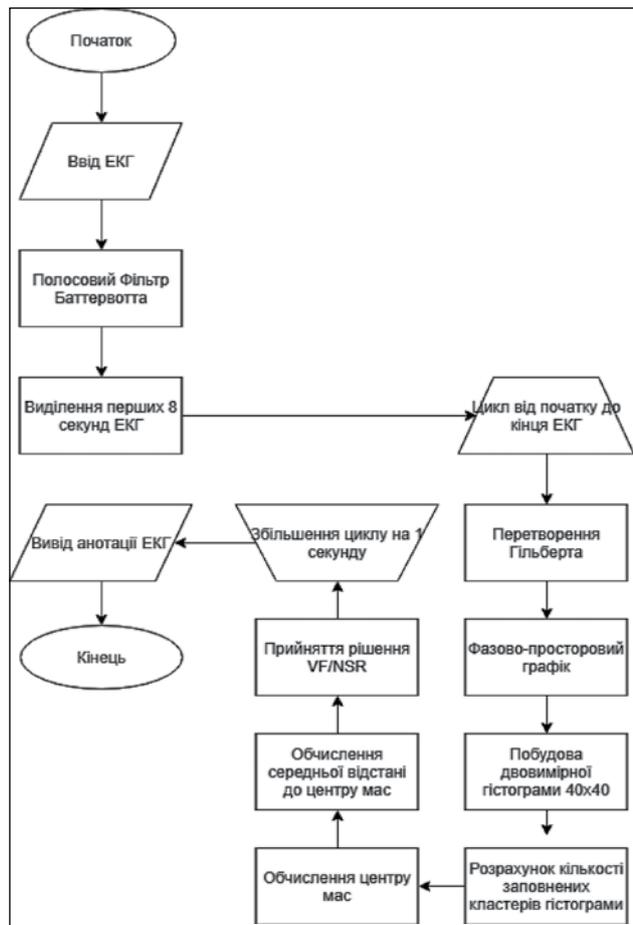 Початок
Ввід ЕКГ
Полосовий Фільтр
Баттервотта
Виділення перших 8
секунд ЕКГ
Цикл від початку до
кінця ЕКГ
Перетворення
Гільберта
Фазово-просторовий
графік
Побудова
двовимірної
гістограми 40x40
Розрахунок кількості
заповнених
кластерів гістограми
Обчислення центру
мас
Обчислення
середньої відстані
до центру мас
Прийняття рішення
VF/NSR
Збільшення циклу на 1
секунду
Вивід анотації ЕКГ
Кінець